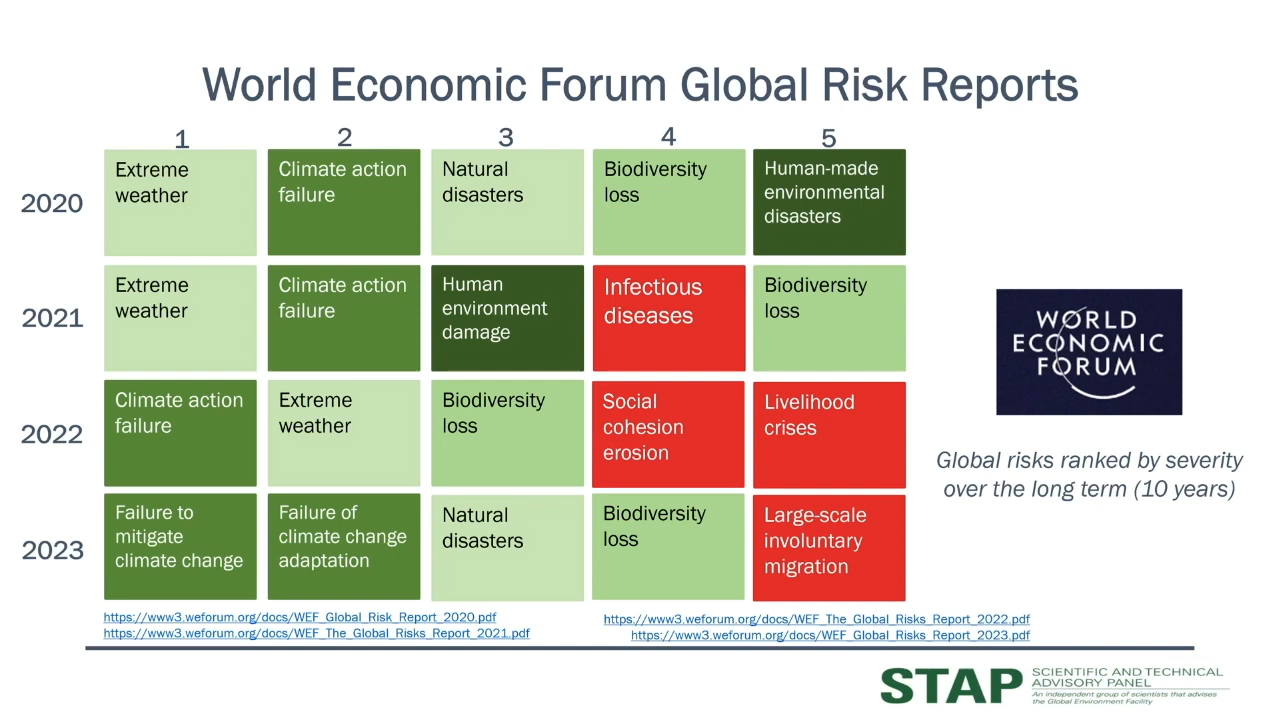 World Economic Forum Global Risk Reports
1 2 3 4 5
2020
Extreme
weather
Climate action
failure
Natural
disasters
Biodiversity
loss
Human-made
environmental
disasters
2021
Extreme
weather
Climate action
failure
Human
environment
damage
Infectious
diseases
Biodiversity
loss
2022
Climate action
failure
Extreme
weather
Biodiversity
loss
Social
cohesion
erosion
Livelihood
crises
2023
Failure to
mitigate
climate change
Failure of
climate change
adaptation
Natural
disasters
Biodiversity
loss
Large-scale
involuntary
migration
WORLD
ECONOMIC
FORUM
Global risks ranked by severity
over the long term (10 years)
https://www3.weforum.org/docs/WEF_Global_Risk_Report_2020.pdf
https://www3.weforum.org/docs/WEF_The_Global_Risks_Report_2021.pdf
https://www3.weforum.org/docs/WEF_The_Global_Risks_Report_2022.pdf
https://www3.weforum.org/docs/WEF_Global_Risks_Report_2023.pdf
STAP
SCIENTIFIC AND TECHNICAL
ADVISORY PANEL
An independent group of scientists that advises
the Global Environment Facility